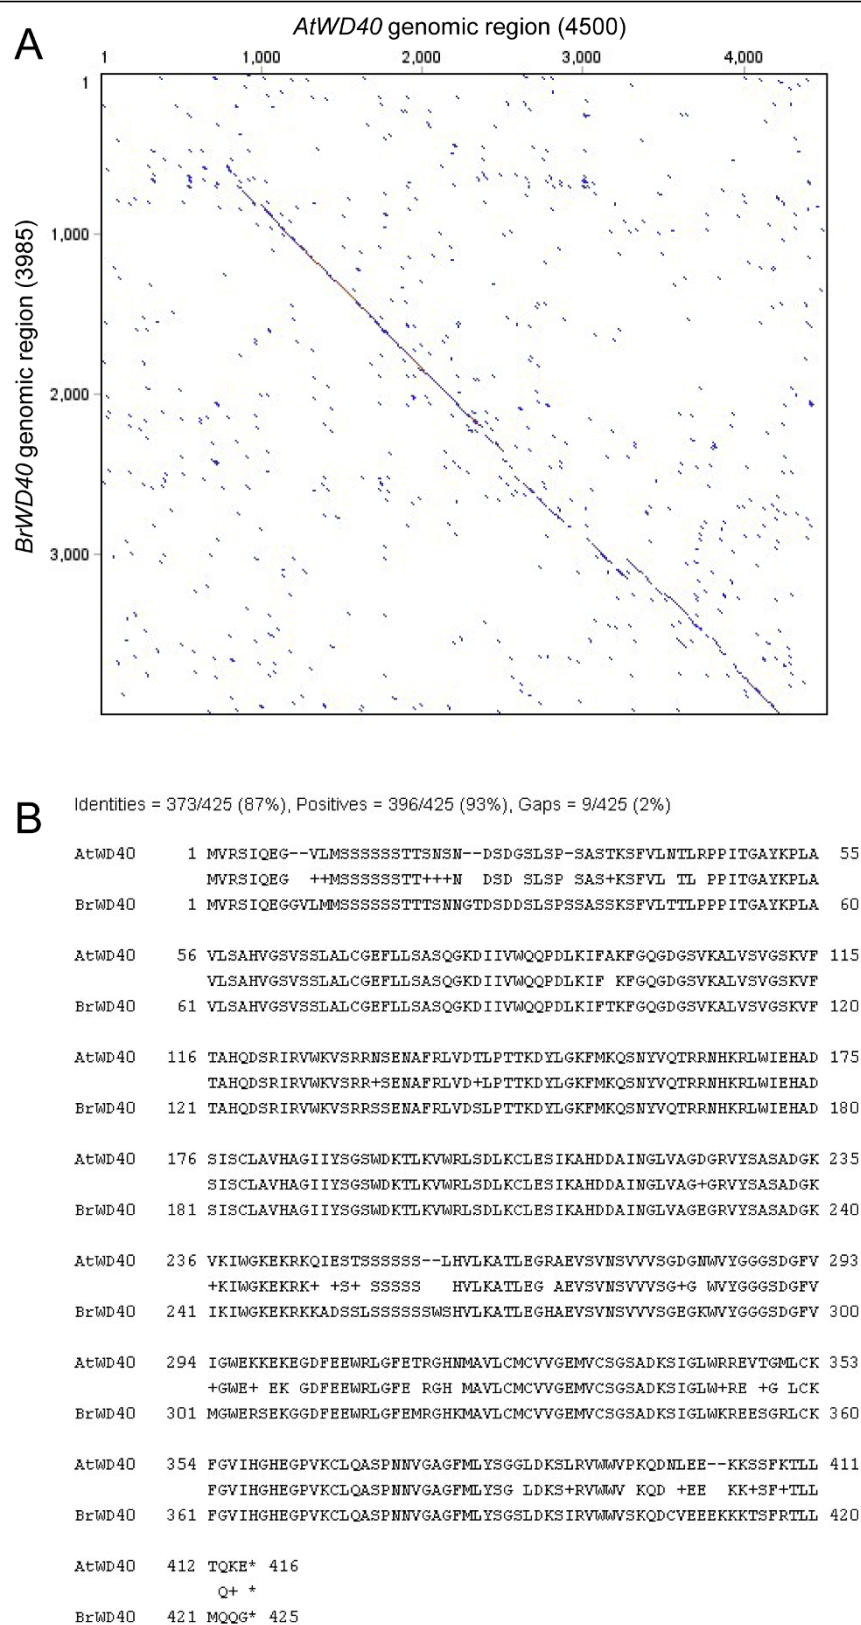 A
AtWD40 genomic region (4500)
1 1,000 2,000 3,000 4,000
1
1,000
2,000
3,000
BrWD40 genomic region (3985)
B
Identities = 373/425 (87%), Positives = 396/425 (93%), Gaps = 9/425 (2%)
AtWD40 1 MVRSIQEG--VLMSSSSSSTTSNSN--DSDGSLSP-SASTKSFVLNTLRPPITGAYKPLA 55
MVRSIQEG ++MSSSSSSTT+++N DSD SLSP SAS+KSFVL TL PPITGAYKPLA
BrWD40 1 MVRSIQEGGVLMMSSSSSSTTTSNNGTDSDDSLSPSSASSKSFVLTTLPPPITGAYKPLA 60
AtWD40 56 VLSAHVGSVSSLALCGEFLLSASQGKDIIVWQQPDLKIFAKFGQGDGSVKALVSVGSKVF 115
VLSAHVGSVSSLALCGEFLLSASQGKDIIVWQQPDLKIF KFGQGDGSVKALVSVGSKVF
BrWD40 61 VLSAHVGSVSSLALCGEFLLSASQGKDIIVWQQPDLKIFTKFGQGDGSVKALVSVGSKVF 120
AtWD40 116 TAHQDSRIRVWKVSRRNSENAFRLVDTLPTTKDYLGKFMKQSNYVQTRRNHKRLWIEHAD 175
TAHQDSRIRVWKVSRR+SENAFRLVD+LPTTKDYLGKFMKQSNYVQTRRNHKRLWIEHAD
BrWD40 121 TAHQDSRIRVWKVSRRSSENAFRLVDSLPTTKDYLGKFMKQSNYVQTRRNHKRLWIEHAD 180
AtWD40 176 SISCLAVHAGIIYSGSWDKTLKVWRLSDLKCLESIKAHDDAINGLVAGDGRVYSASADGK 235
SISCLAVHAGIIYSGSWDKTLKVWRLSDLKCLESIKAHDDAINGLVAG+GRVYSASADGK
BrWD40 181 SISCLAVHAGIIYSGSWDKTLKVWRLSDLKCLESIKAHDDAINGLVAGEGRVYSASADGK 240
AtWD40 236 VKIWGKEKRKQIESTSSSSSS--LHVLKATLEGRAEVSVNSVVVSGDGNWVYGGGSDGFV 293
+KIWGKEKRK+ +S+ SSSSS HVLKATLEG AEVSVNSVVVSG+G WVYGGGSDGFV
BrWD40 241 IKIWGKEKRKKADSSLSSSSSSWSHVLKATLEGHAEVSVNSVVVSGEGKWVYGGGSDGFV 300
AtWD40 294 IGWEKKEKEGDFEEWRLGFETRGHNMAVLCMCVVGEMVCSGSADKSIGLWRREVTGMLCK 353
+GWE+ EK GDFEEWRLGFE RGH MAVLCMCVVGEMVCSGSADKSIGLW+RE +G LCK
BrWD40 301 MGWERSEKGGDFEEWRLGFEMRGHKMAVLCMCVVGEMVCSGSADKSIGLWKREESGRLCK 360
AtWD40 354 FGVIHGHEGPVKCLQASPNNVGAGFMLYSGGLDKSLRVWWVPKQDNLEE--KKSSFKTLL 411
FGVIHGHEGPVKCLQASPNNVGAGFMLYSG LDKS+RVWWV KQD +EE KK+SF+TLL
BrWD40 361 FGVIHGHEGPVKCLQASPNNVGAGFMLYSGSLDKSIRVWWVSKQDCVEEEKKKTSFRTLL 420
AtWD40 412 TQKE* 416
Q+ *
BrWD40 421 MQQG* 425